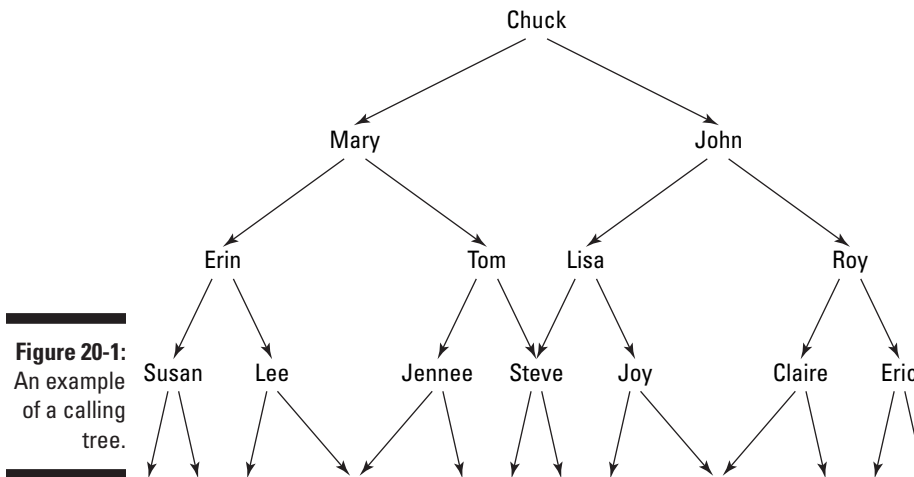 Chuck
Mary John
Erin Tom Lisa Roy
Susan Lee Jennee Steve Joy Claire Eric
Figure 20-1:
An example
of a calling
tree.